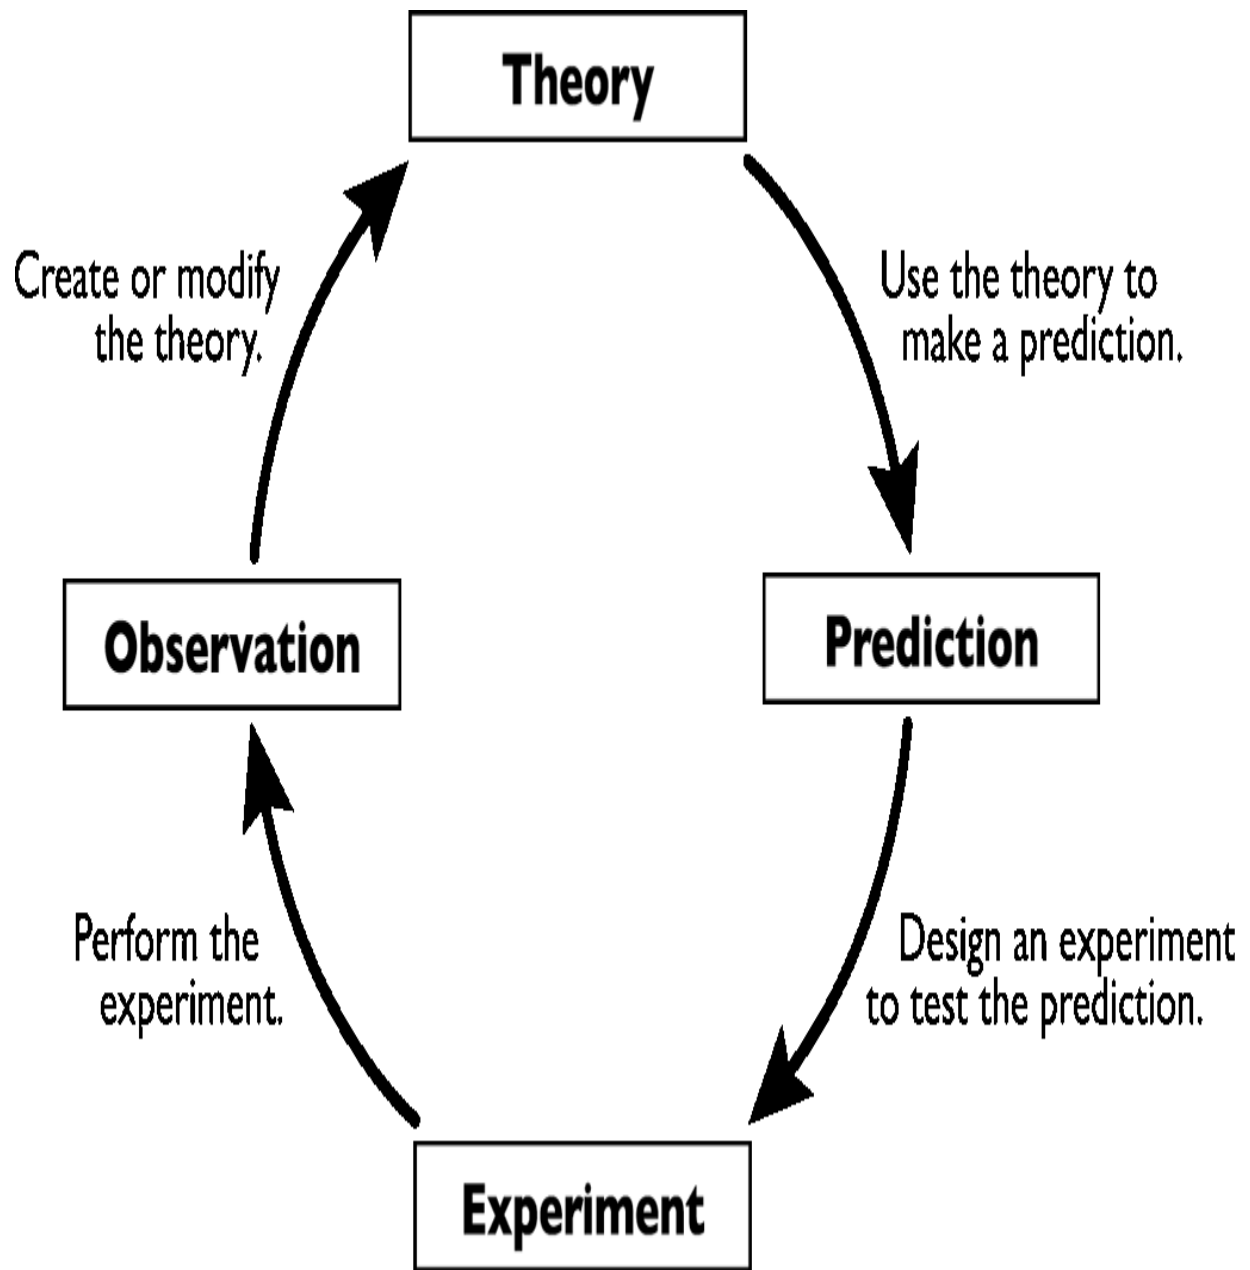 Theory
Create or modify
the theory.
Use the theory to
make a prediction.
Observation
Prediction
Perform the
experiment.
Design an experiment
to test the prediction.
Experiment